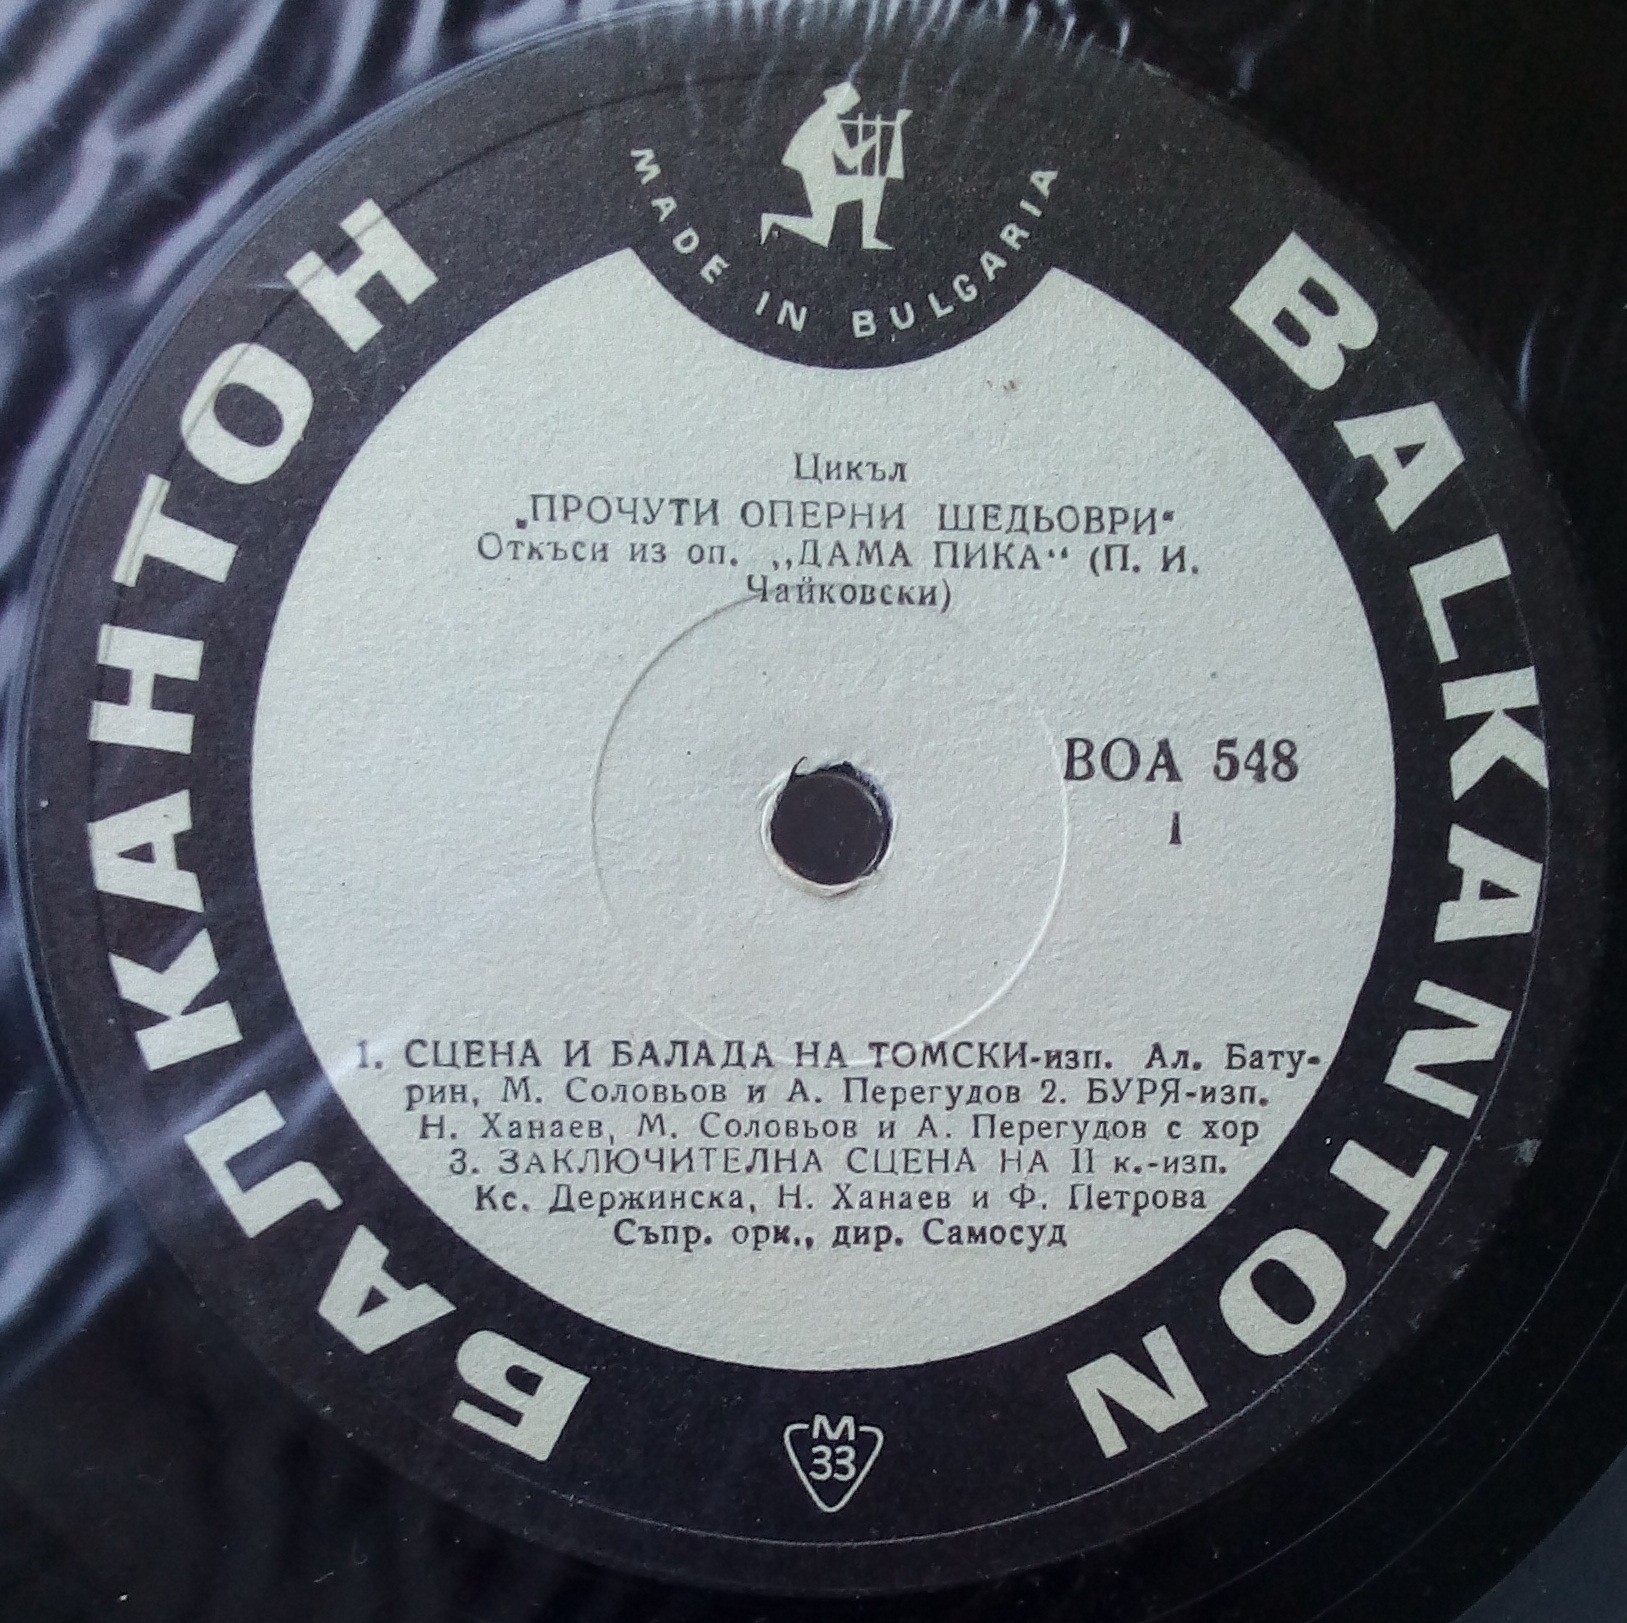 MADE IN BULGARIA
БАЛКАНТОН
BALKANTON
Цикъл
„ПРОЧУТИ ОПЕРНИ ШЕДЬОВРИ“
Откъси из оп. „ДАМА ПИКА“ (П. И.
Чайковски)
ВОА 548
1
1. СЦЕНА И БАЛАДА НА ТОМСКИ-изп. Ал. Бату-
рин, М. Соловьов и А. Перегудов 2. БУРЯ-изп.
Н. Ханаев, М. Соловьов и А. Перегудов с хор
3. ЗАКЛЮЧИТЕЛНА СЦЕНА НА II к.-изп.
Кс. Держинска, Н. Ханаев и Ф. Петрова
Съпр. орк., дир. Самосуд
М
33